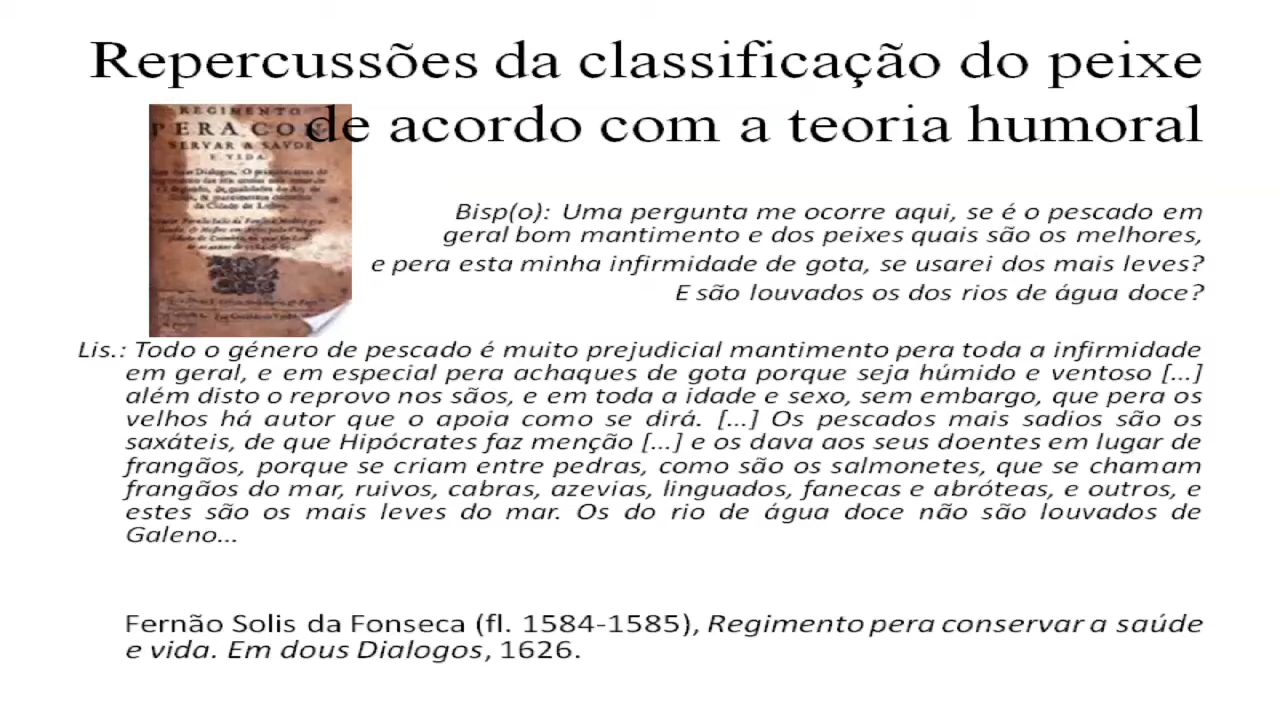 Repercussões da classificação do peixe
de acordo com a teoria humoral
REGIMENTO
PERA CON
SERVAR A SAVDE
E VIDA.
Bisp(o): Uma pergunta me ocorre aqui, se é o pescado em
geral bom mantimento e dos peixes quais são os melhores,
e pera esta minha infirmidade de gota, se usarei dos mais leves?
E são louvados os dos rios de água doce?
Lis.: Todo o género de pescado é muito prejudicial mantimento pera toda a infirmidade
em geral, e em especial pera achaques de gota porque seja húmido e ventoso [...]
além disto o reprovo nos sãos, e em toda a idade e sexo, sem embargo, que pera os
velhos há autor que o apoia como se dirá. [...] Os pescados mais sadios são os
saxáteis, de que Hipócrates faz menção [...] e os dava aos seus doentes em lugar de
frangãos, porque se criam entre pedras, como são os salmonetes, que se chamam
frangãos do mar, ruivos, cabras, azevias, linguados, fanecas e abróteas, e outros, e
estes são os mais leves do mar. Os do rio de água doce não são louvados de
Galeno...
Fernão Solis da Fonseca (fl. 1584-1585), Regimento pera conservar a saúde
e vida. Em dous Dialogos, 1626.